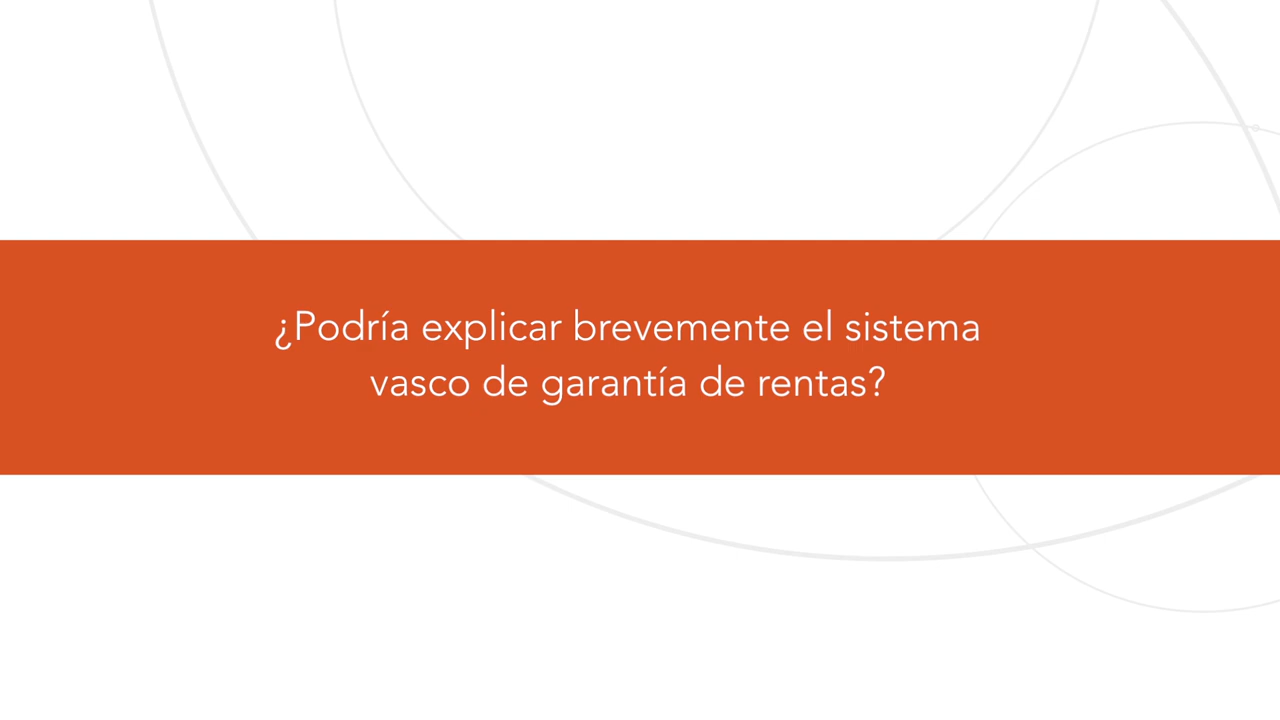 ¿Podría explicar brevemente el sistema
vasco de garantía de rentas?